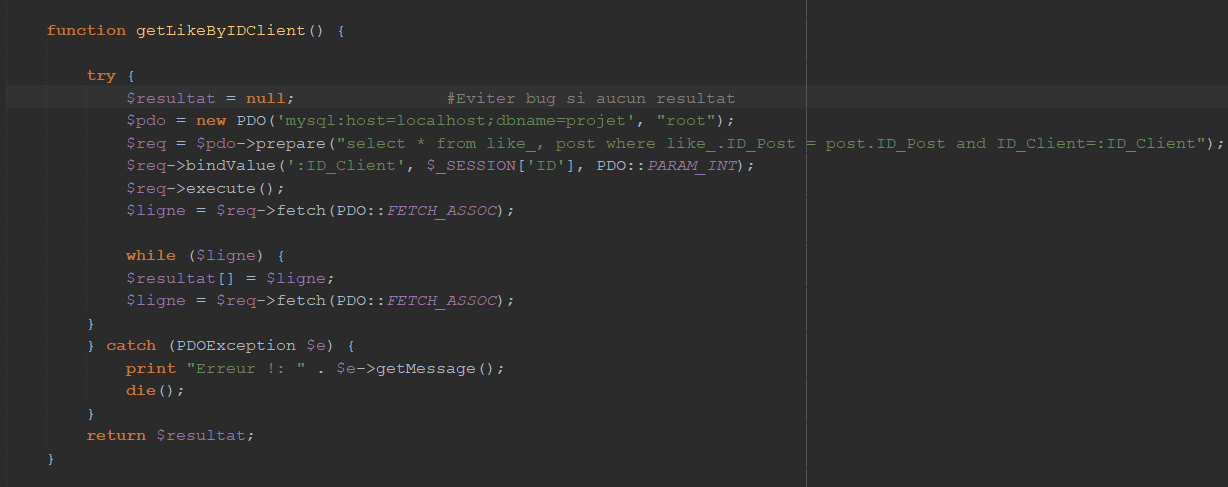 function getLikeByIDClient() {
try {
$resultat = null; #Eviter bug si aucun resultat
$pdo = new PDO('mysql:host=localhost;dbname=projet', "root");
$req = $pdo->prepare("select * from like_, post where like_.ID_Post = post.ID_Post and ID_Client=:ID_Client");
$req->bindValue(':ID_Client', $_SESSION['ID'], PDO::PARAM_INT);
$req->execute();
$ligne = $req->fetch(PDO::FETCH_ASSOC);
while ($ligne) {
$resultat[] = $ligne;
$ligne = $req->fetch(PDO::FETCH_ASSOC);
}
} catch (PDOException $e) {
print "Erreur !: " . $e->getMessage();
die();
}
return $resultat;
}